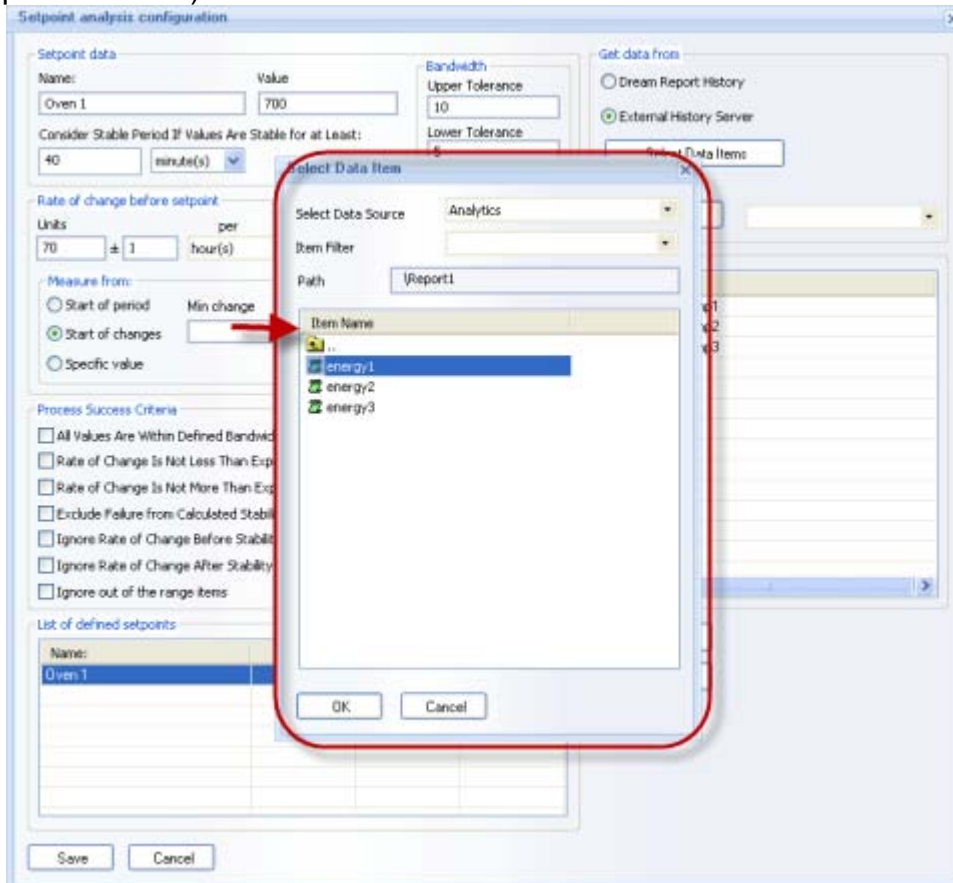 Setpoint analysis configuration
Setpoint data
Name: Value
Oven 1 700
Consider Stable Period If Values Are Stable for at Least:
40 minute(s)
Bandwidth
Upper Tolerance
10
Lower Tolerance
5
Get data from
Dream Report History
External History Server
Select Data Items
Rate of change before setpoint
Units per
70 ± 1 hour(s)
Measure from:
Start of period Min change
Start of changes
Specific value
Process Success Criteria
All Values Are Within Defined
Rate of Change Is Not Less Than
Rate of Change Is Not More Than
Exclude Failure from Calculated
Ignore Rate of Change Before
Ignore Rate of Change After Stability
Ignore out of the range items
List of defined setpoints
Name:
Oven 1
Save Cancel
Select Data Item
Select Data Source Analytics
Item Filter
Path \Report1
Item Name
..
energy1
energy2
energy3
OK Cancel